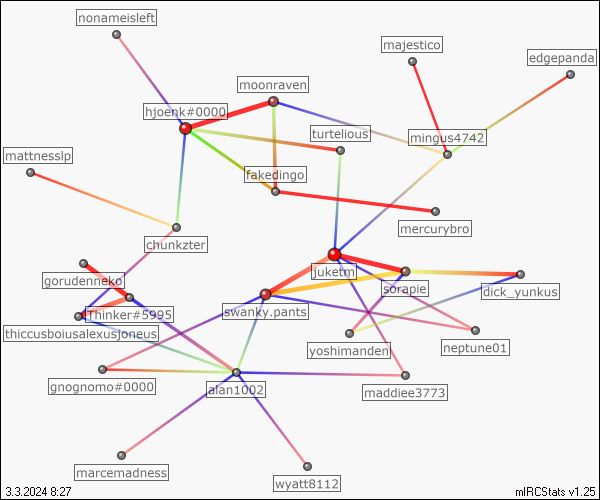 nonameisleft
majestico
edgepanda
moonraven
hjoenk#0000
turtelious
mingus4742
mattnesslp
fakedingo
mercurybro
chunkzter
juketm
gorudenneko
sorapie
dick_yunkus
Thinker#5995
swanky.pants
thiccusboiusalexusjoneus
yoshimanden
neptune01
gnognomo#0000
alan1002
maddiee3773
marcemadness
wyatt8112
3.3.2024 8:27
mIRCStats v1.25